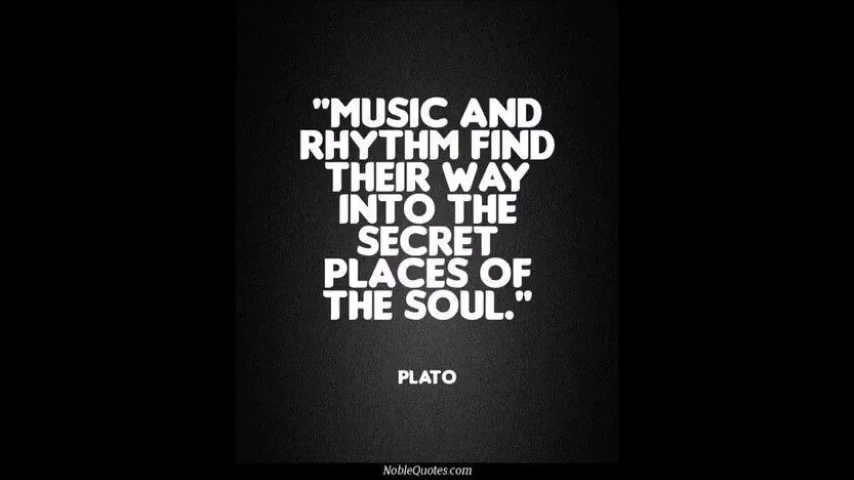 "MUSIC AND
RHYTHM FIND
THEIR WAY
INTO THE
SECRET
PLACES OF
THE SOUL."
PLATO
NobleQuotes.com